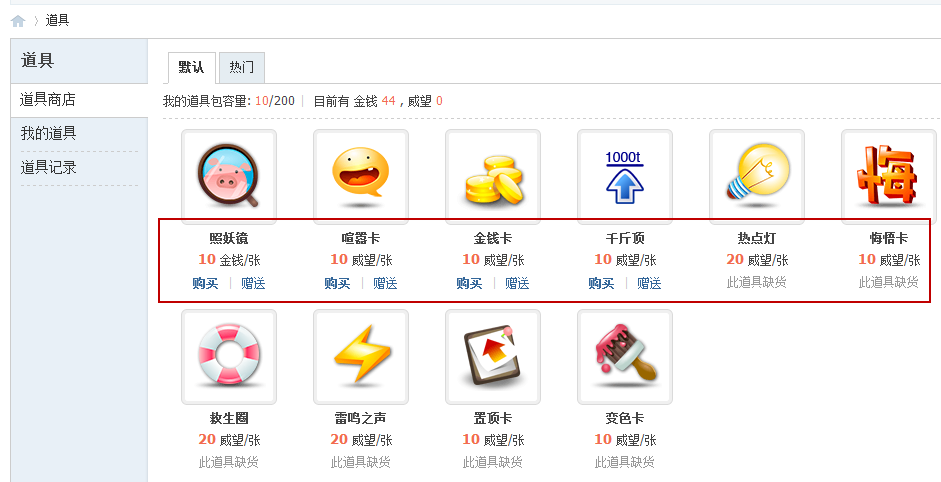 道具
道具
道具商店
我的道具
道具记录
默认 热门
我的道具包容量: 10/200 | 目前有 金钱 44 , 威望 0
1000t
悔
照妖镜 喧嚣卡 金钱卡 千斤顶 热点灯 悔悟卡
10 金钱/张 10 威望/张 10 威望/张 10 威望/张 20 威望/张 10 威望/张
购买 | 赠送 购买 | 赠送 购买 | 赠送 购买 | 赠送 此道具缺货 此道具缺货
救生圈 雷鸣之声 置顶卡 变色卡
20 威望/张 20 威望/张 10 威望/张 10 威望/张
此道具缺货 此道具缺货 此道具缺货 此道具缺货